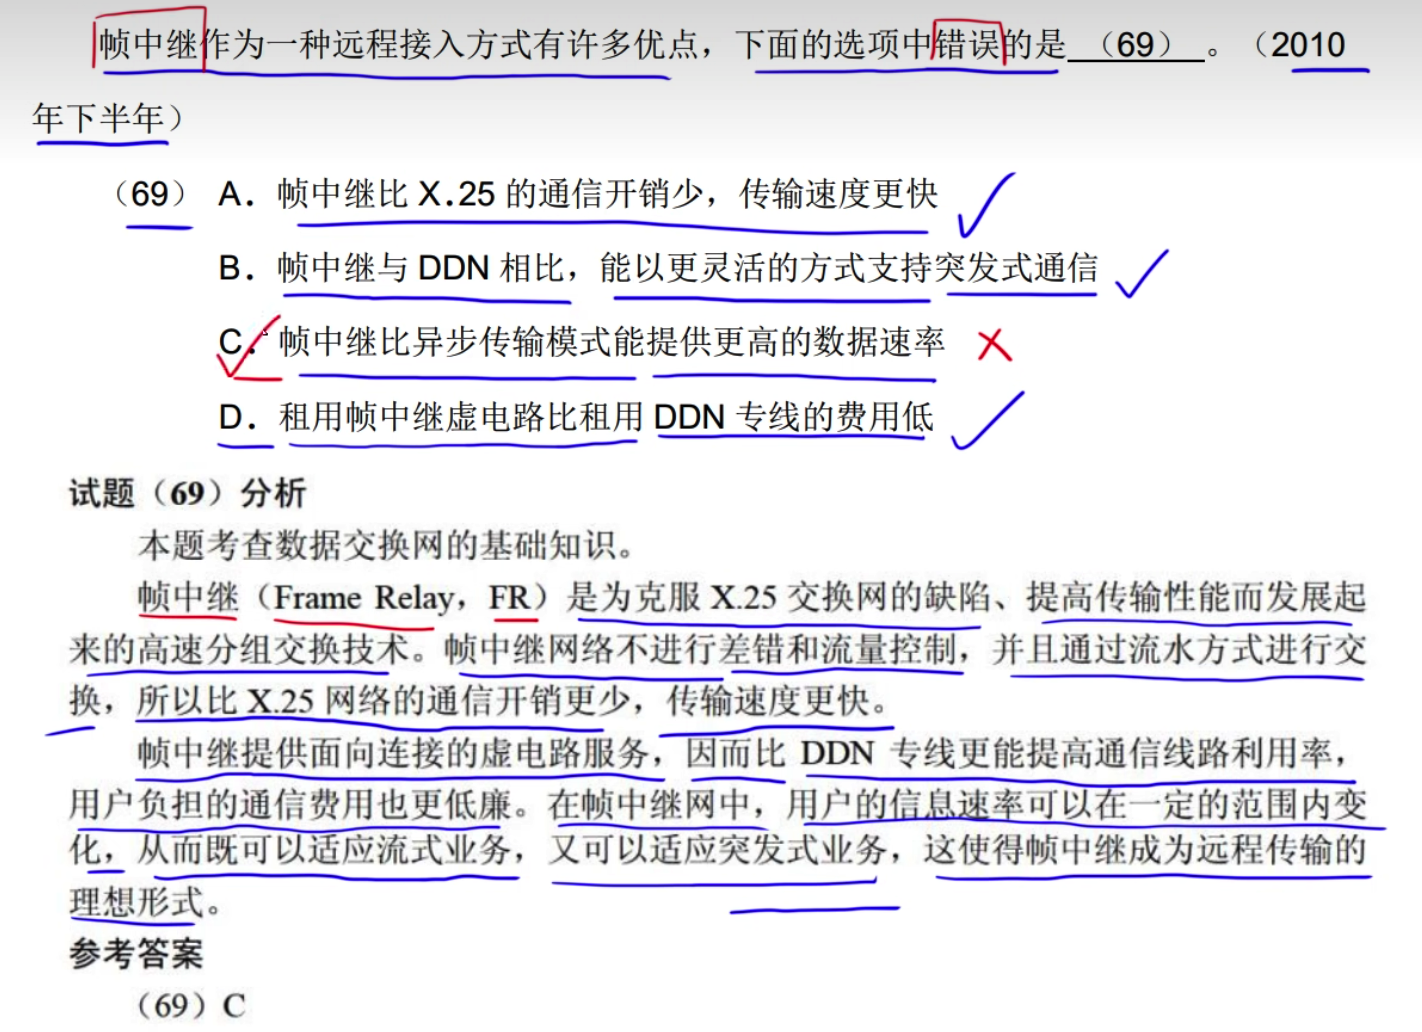 帧中继作为一种远程接入方式有许多优点，下面的选项中错误的是（69）。（2010
年下半年）
（69） A．帧中继比 X.25 的通信开销少，传输速度更快
B．帧中继与 DDN 相比，能以更灵活的方式支持突发式通信
C．帧中继比异步传输模式能提供更高的数据速率
D．租用帧中继虚电路比租用 DDN 专线的费用低
试题（69）分析
本题考查数据交换网的基础知识。
帧中继（Frame Relay，FR）是为克服 X.25 交换网的缺陷、提高传输性能而发展起
来的高速分组交换技术。帧中继网络不进行差错和流量控制，并且通过流水方式进行交
换，所以比 X.25 网络的通信开销更少，传输速度更快。
帧中继提供面向连接的虚电路服务，因而比 DDN 专线更能提高通信线路利用率，
用户负担的通信费用也更低廉。在帧中继网中，用户的信息速率可以在一定的范围内变
化，从而既可以适应流式业务，又可以适应突发式业务，这使得帧中继成为远程传输的
理想形式。
参考答案
（69）C